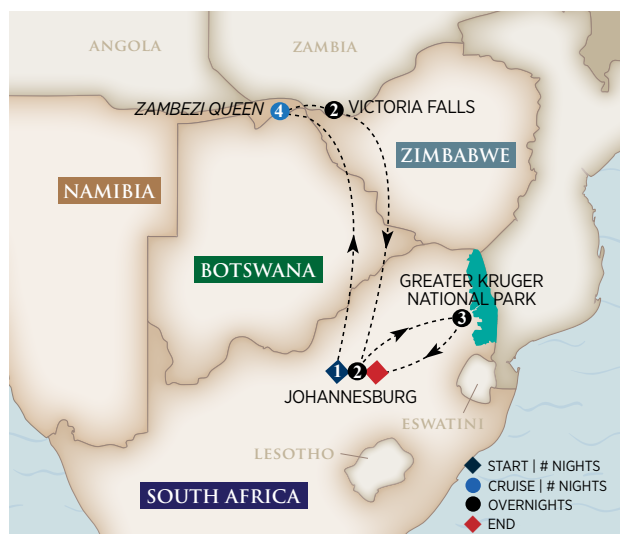 ANGOLA
ZAMBIA
ZAMBEZI QUEEN 4
2 VICTORIA FALLS
ZIMBABWE
NAMIBIA
BOTSWANA
GREATER KRUGER
NATIONAL PARK
3
1 2
JOHANNESBURG
ESWATINI
LESOTHO
SOUTH AFRICA
START | # NIGHTS
CRUISE | # NIGHTS
OVERNIGHTS
END